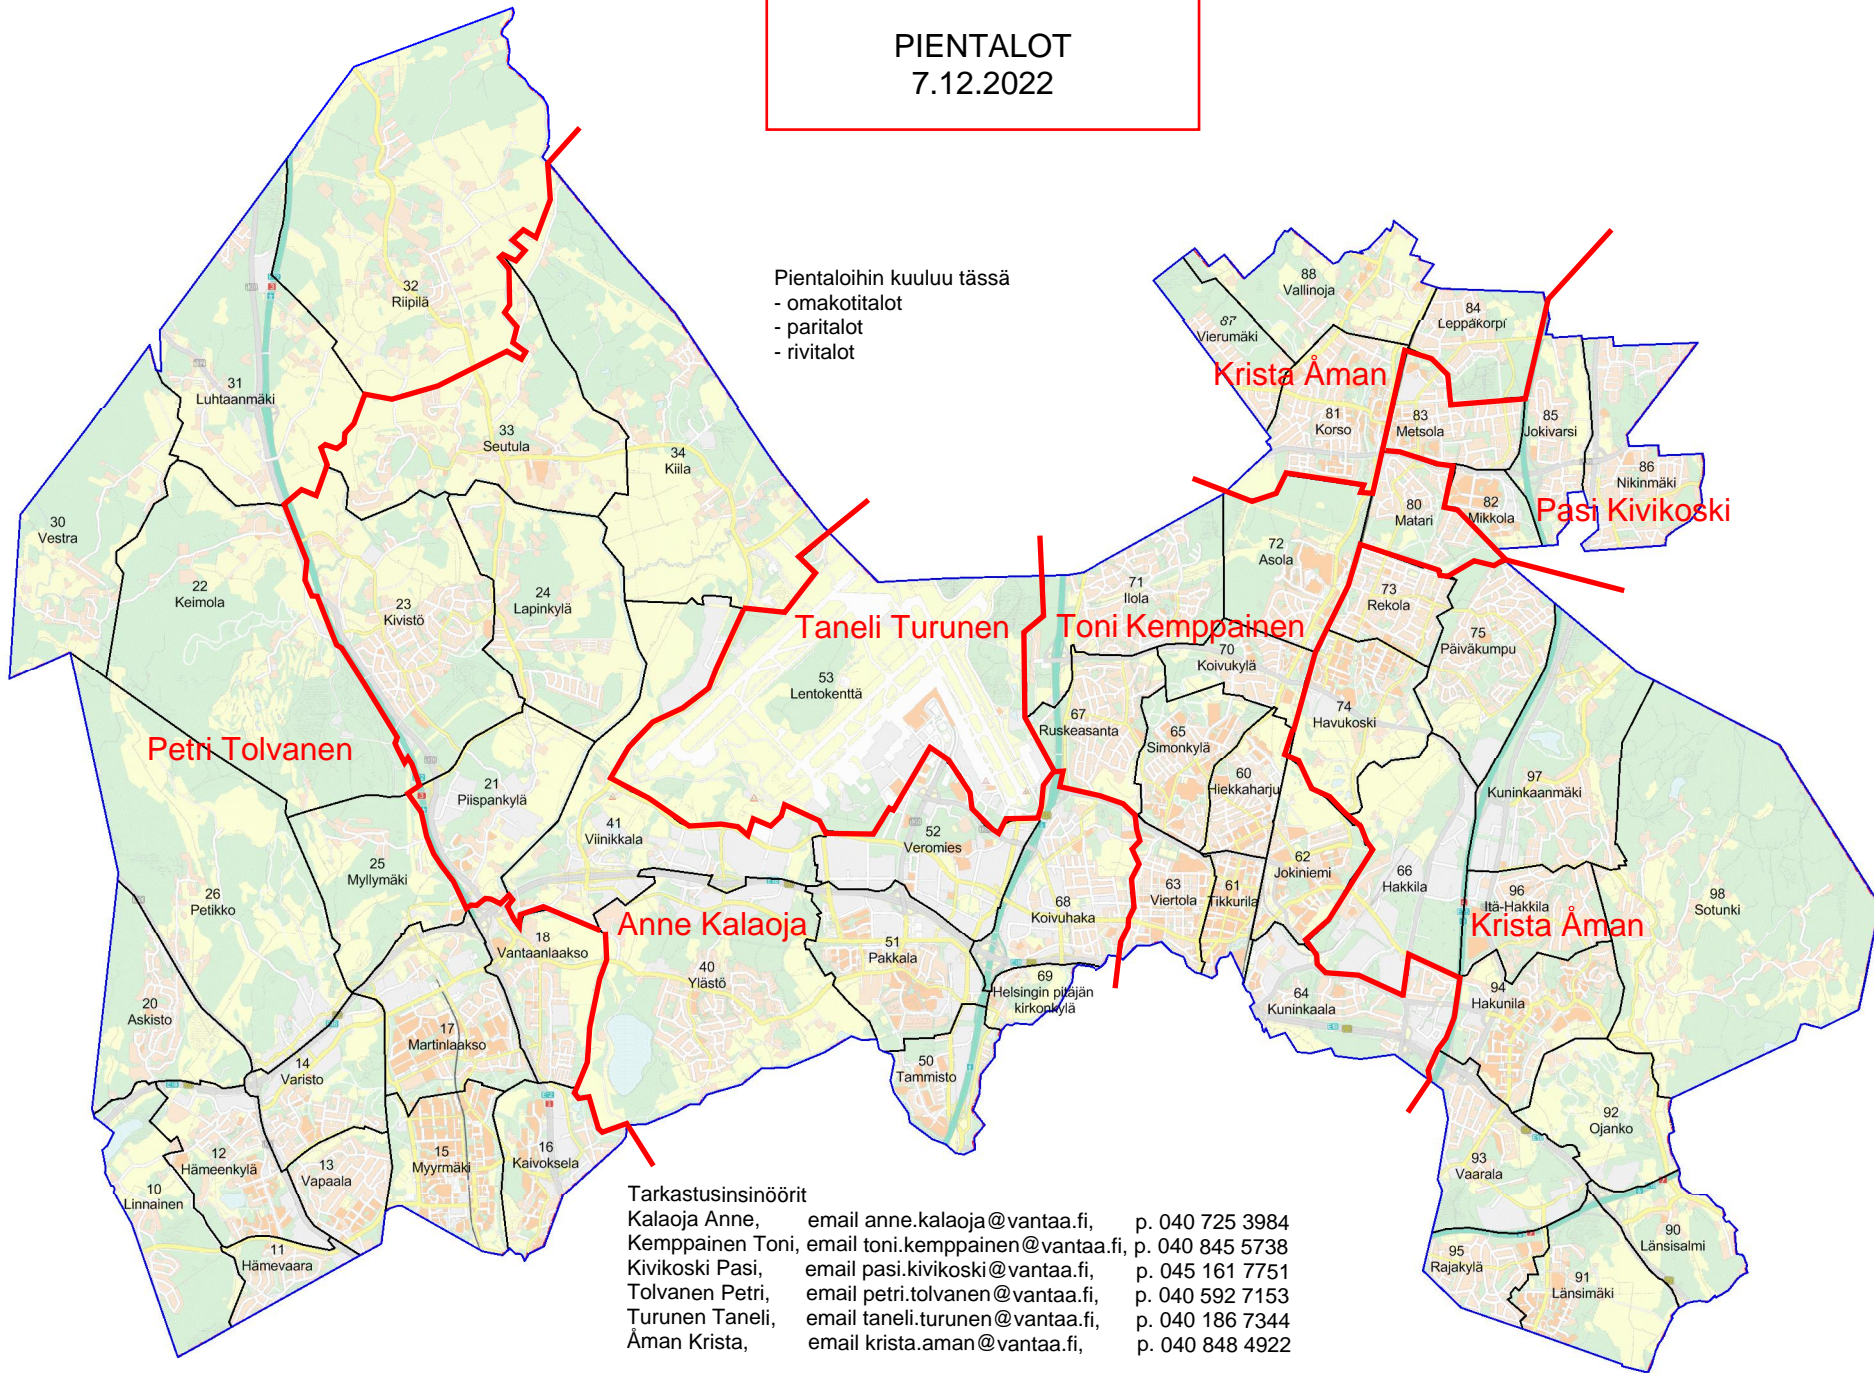 PIENTALOT
7.12.2022
Pientaloihin kuuluu tässä
- omakotitalot
- paritalot
- rivitalot
32
Riipilä
31
Luhtaanmäki
33
Seutula
34
Kiila
30
Vestra
22
Keimola
23
Kivistö
24
Lapinkylä
Petri Tolvanen
21
Piispankylä
25
Myllymäki
26
Petikko
20
Askisto
18
Vantaanlaakso
17
Martinlaakso
14
Varisto
12
Hämeenkylä
13
Vapaala
15
Myyrmäki
16
Kaivoksela
10
Linnainen
11
Hämevaara
41
Viinikkala
Anne Kalaoja
40
Ylästö
Taneli Turunen
53
Lentokenttä
52
Veromies
51
Pakkala
50
Tammisto
68
Koivuhaka
69
Helsingin pitäjän
kirkonkylä
88
Vallinoja
87
Vierumäki
84
Leppäkorpi
Krista Åman
81
Korso
83
Metsola
85
Jokivarsi
86
Nikinmäki
80
Matari
82
Mikkola
Pasi Kivikoski
72
Asola
71
Ilola
73
Rekola
Toni Kemppainen
70
Koivukylä
75
Päiväkumpu
74
Havukoski
67
Ruskeasanta
65
Simonkylä
60
Hiekkaharju
97
Kuninkaanmäki
62
Jokiniemi
66
Hakkila
63
Viertola
61
Tikkurila
96
Itä-Hakkila
98
Sotunki
Krista Åman
64
Kuninkaala
94
Hakunila
92
Ojanko
93
Vaarala
90
Länsisalmi
95
Rajakylä
91
Länsimäki
Tarkastusinsinöörit
Kalaoja Anne, email anne.kalaoja@vantaa.fi, p. 040 725 3984
Kemppainen Toni, email toni.kemppainen@vantaa.fi, p. 040 845 5738
Kivikoski Pasi, email pasi.kivikoski@vantaa.fi, p. 045 161 7751
Tolvanen Petri, email petri.tolvanen@vantaa.fi, p. 040 592 7153
Turunen Taneli, email taneli.turunen@vantaa.fi, p. 040 186 7344
Åman Krista, email krista.aman@vantaa.fi, p. 040 848 4922